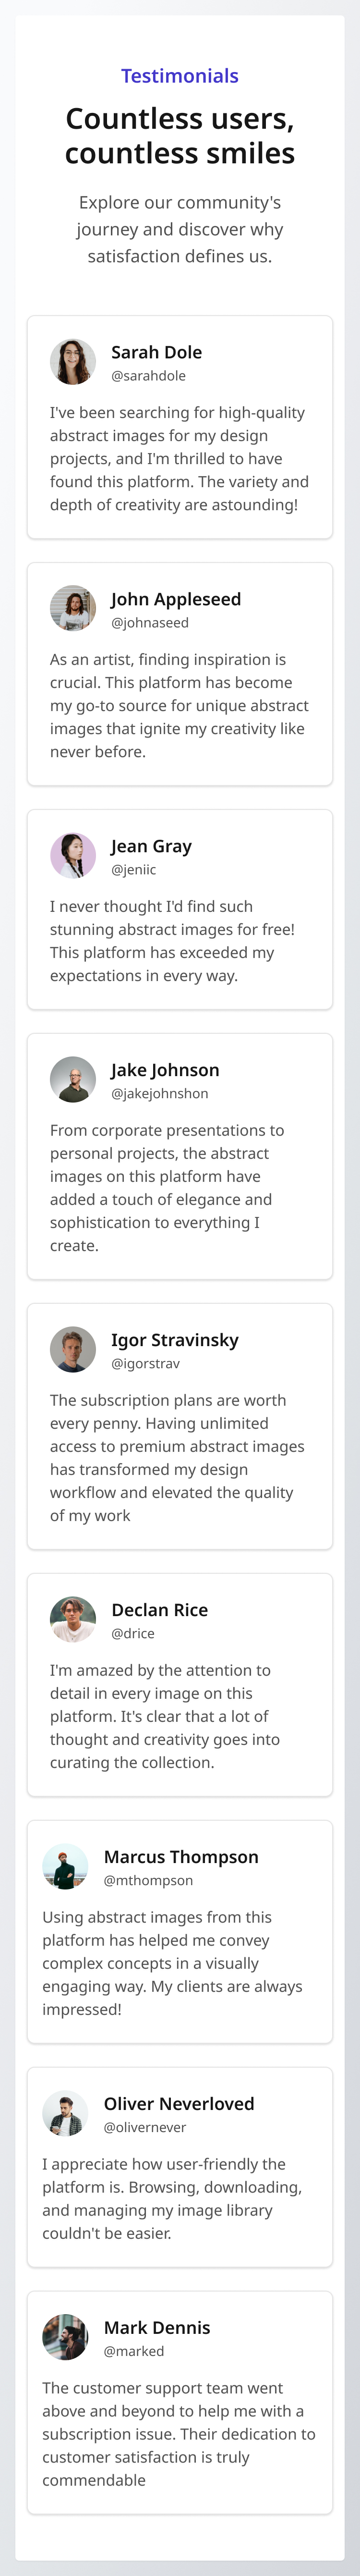 Testimonials
Countless users,
countless smiles
Explore our community's
journey and discover why
satisfaction defines us.
Sarah Dole
@sarahdole
I've been searching for high-quality
abstract images for my design
projects, and I'm thrilled to have
found this platform. The variety and
depth of creativity are astounding!
John Appleseed
@johnaseed
As an artist, finding inspiration is
crucial. This platform has become
my go-to source for unique abstract
images that ignite my creativity like
never before.
Jean Gray
@jeniic
I never thought I'd find such
stunning abstract images for free!
This platform has exceeded my
expectations in every way.
Jake Johnson
@jakejohnshon
From corporate presentations to
personal projects, the abstract
images on this platform have
added a touch of elegance and
sophistication to everything I
create.
Igor Stravinsky
@igorstrav
The subscription plans are worth
every penny. Having unlimited
access to premium abstract images
has transformed my design
workflow and elevated the quality
of my work
Declan Rice
@drice
I'm amazed by the attention to
detail in every image on this
platform. It's clear that a lot of
thought and creativity goes into
curating the collection.
Marcus Thompson
@mthompson
Using abstract images from this
platform has helped me convey
complex concepts in a visually
engaging way. My clients are always
impressed!
Oliver Neverloved
@olivernever
I appreciate how user-friendly the
platform is. Browsing, downloading,
and managing my image library
couldn't be easier.
Mark Dennis
@marked
The customer support team went
above and beyond to help me with a
subscription issue. Their dedication to
customer satisfaction is truly
commendable